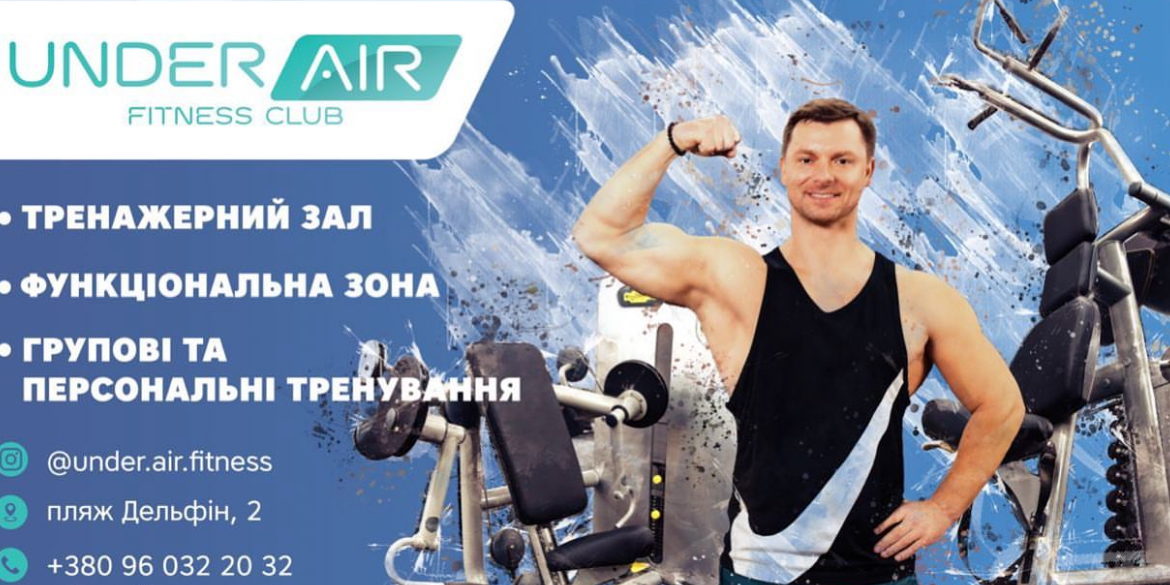 UNDER AIR
FITNESS CLUB
• ТРЕНАЖЕРНИЙ ЗАЛ
• ФУНКЦІОНАЛЬНА ЗОНА
• ГРУПОВІ ТА
ПЕРСОНАЛЬНІ ТРЕНУВАННЯ
@under.air.fitness
пляж Дельфін, 2
+380 96 032 20 32